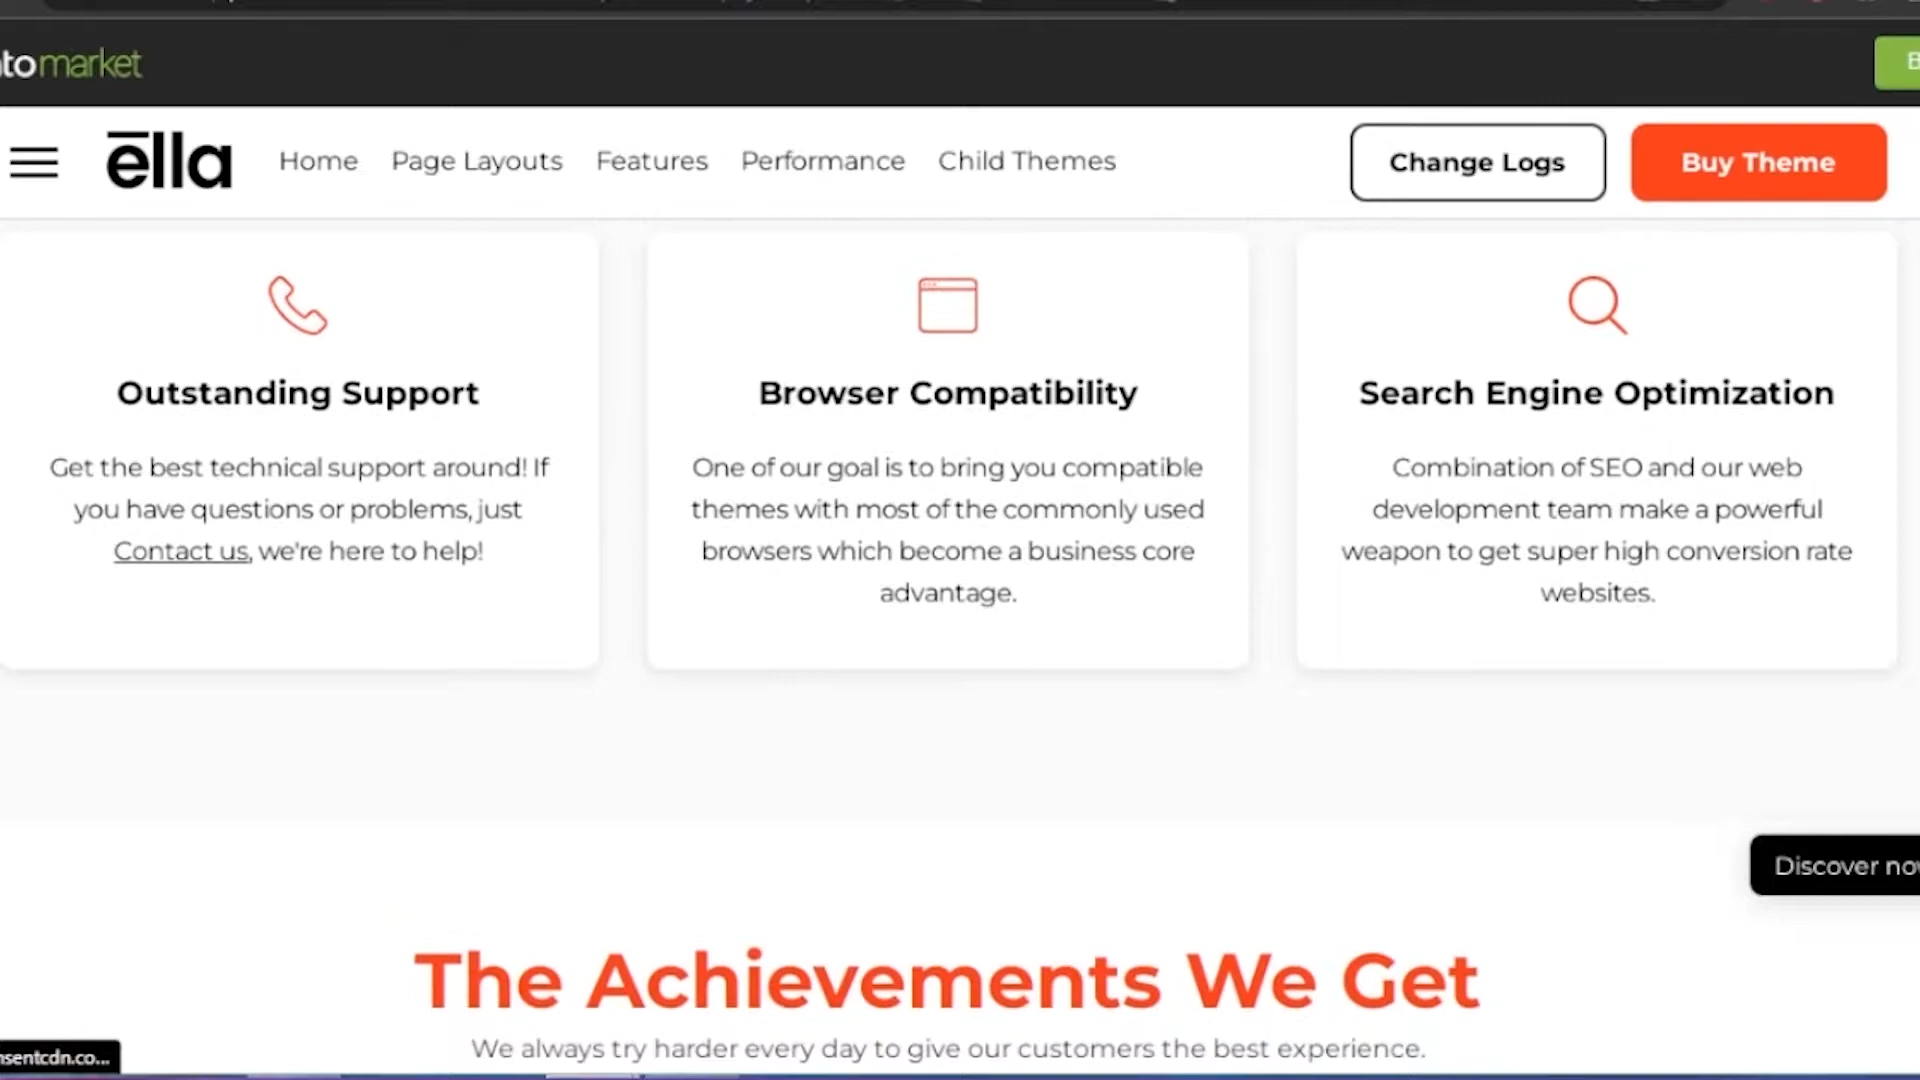 to market
B
ella
Home Page Layouts Features Performance Child Themes
Change Logs
Buy Theme
Outstanding Support
Get the best technical support around! If
you have questions or problems, just
Contact us, we're here to help!
Browser Compatibility
One of our goal is to bring you compatible
themes with most of the commonly used
browsers which become a business core
advantage.
Search Engine Optimization
Combination of SEO and our web
development team make a powerful
weapon to get super high conversion rate
websites.
Discover no
The Achievements We Get
We always try harder every day to give our customers the best experience.
nsentcdn.co...